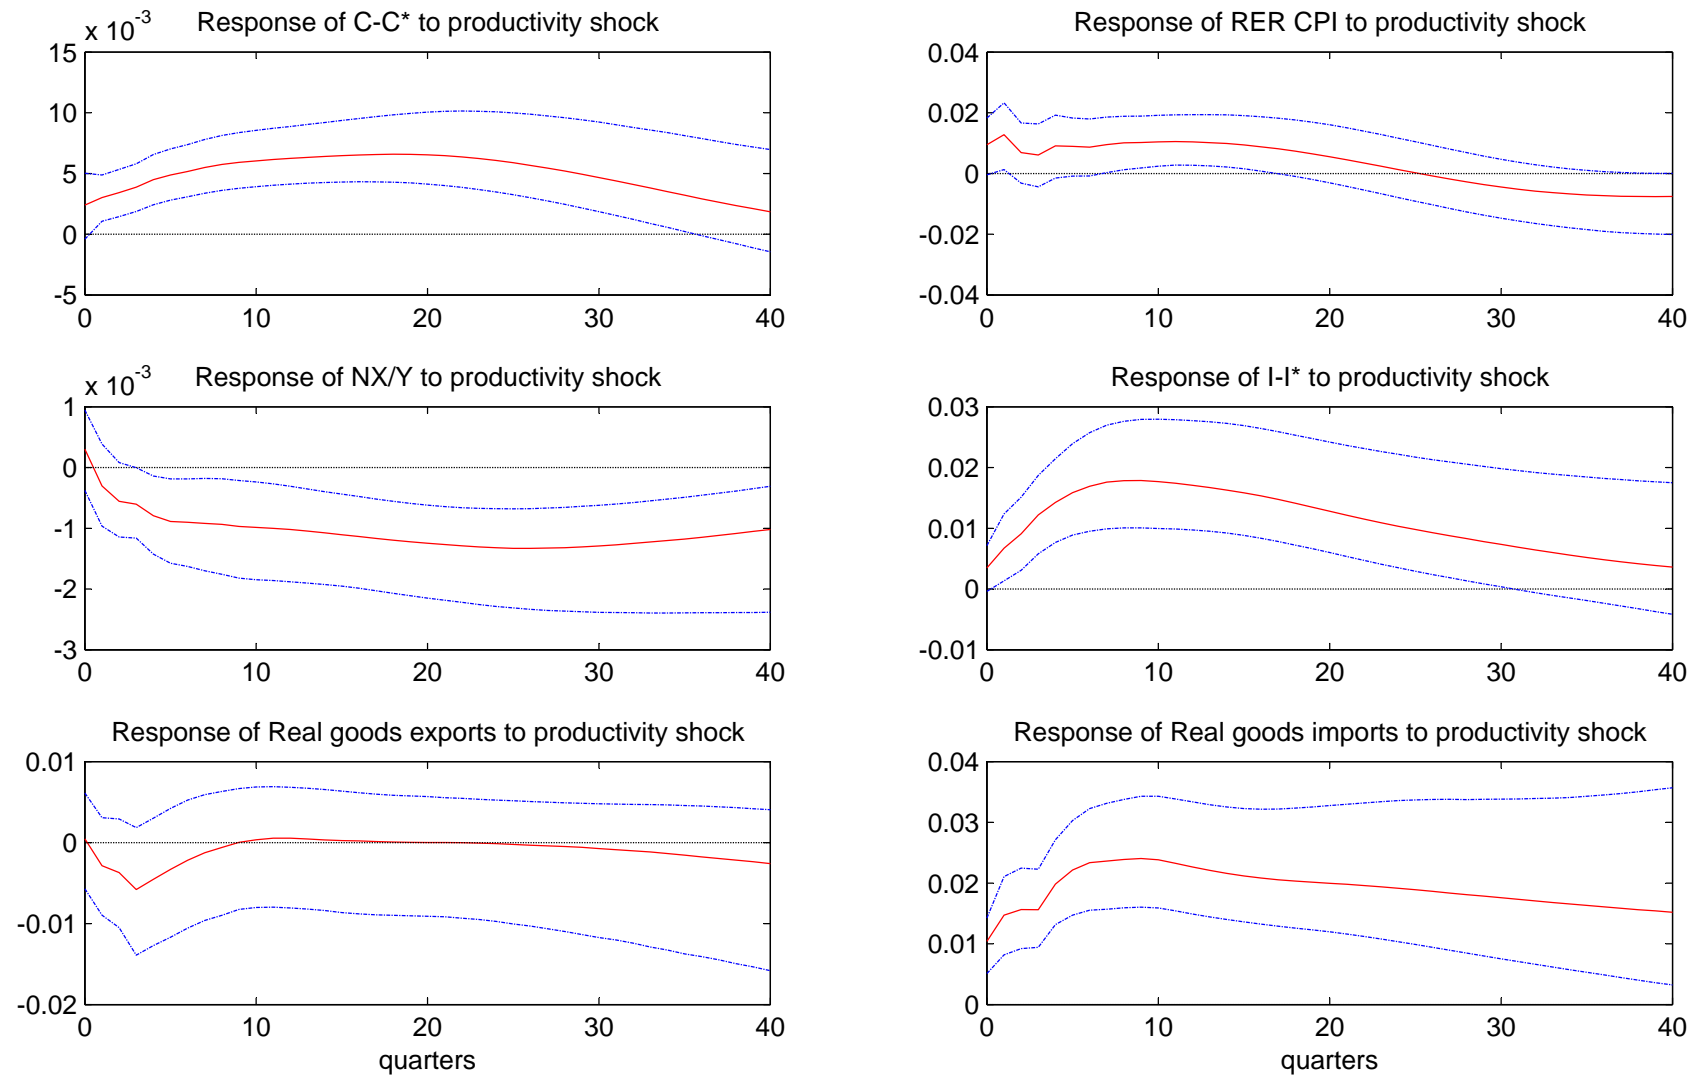 x 10-3 Response of C-C* to productivity shock
15
10
5
0
-5
0 10 20 30 40
Response of RER CPI to productivity shock
0.04
0.02
0
-0.02
-0.04
0 10 20 30 40
x 10-3 Response of NX/Y to productivity shock
1
0
-1
-2
-3
0 10 20 30 40
Response of I-I* to productivity shock
0.03
0.02
0.01
0
-0.01
0 10 20 30 40
Response of Real goods exports to productivity shock
0.01
0
-0.01
-0.02
0 10 20 30 40
quarters
Response of Real goods imports to productivity shock
0.04
0.03
0.02
0.01
0
0 10 20 30 40
quarters